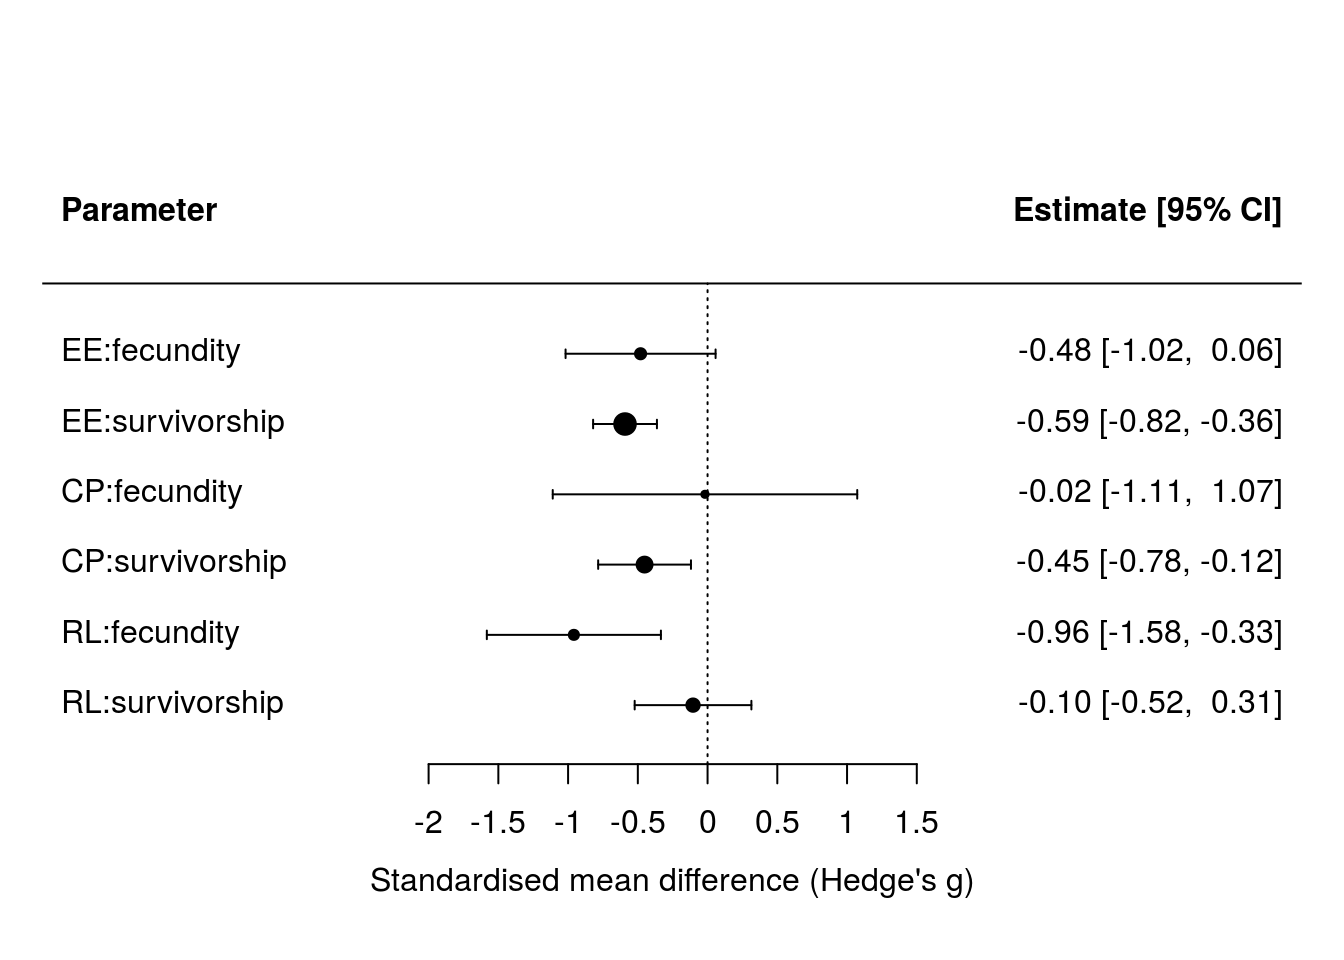 Parameter Estimate [95% CI]
EE:fecundity -0.48 [-1.02, 0.06]
EE:survivorship -0.59 [-0.82, -0.36]
CP:fecundity -0.02 [-1.11, 1.07]
CP:survivorship -0.45 [-0.78, -0.12]
RL:fecundity -0.96 [-1.58, -0.33]
RL:survivorship -0.10 [-0.52, 0.31]
-2 -1.5 -1 -0.5 0 0.5 1 1.5
Standardised mean difference (Hedge's g)